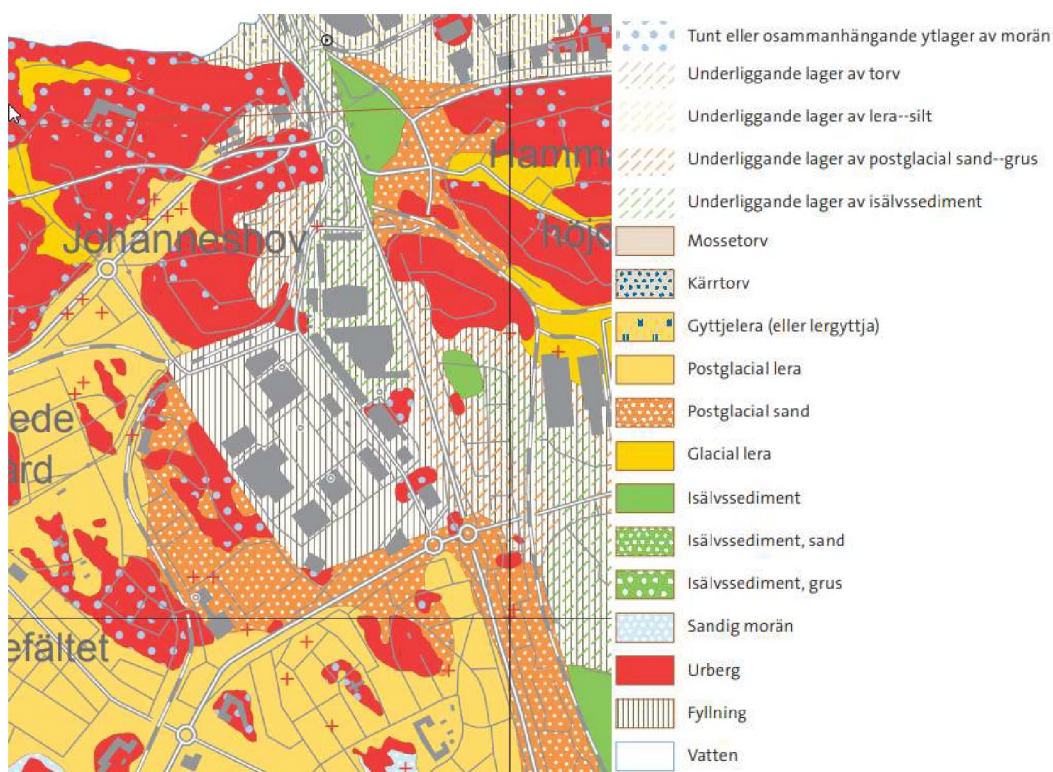 Hamma
Johanneshov
höjd
ede
ard
efältet
Tunt eller osammanhängande ytlager av morän
Underliggande lager av torv
Underliggande lager av lera--silt
Underliggande lager av postglacial sand--grus
Underliggande lager av isälvssediment
Mossetorv
Kärrtorv
Gyttjelera (eller lergyttja)
Postglacial lera
Postglacial sand
Glacial lera
Isälvssediment
Isälvssediment, sand
Isälvssediment, grus
Sandig morän
Urberg
Fyllning
Vatten